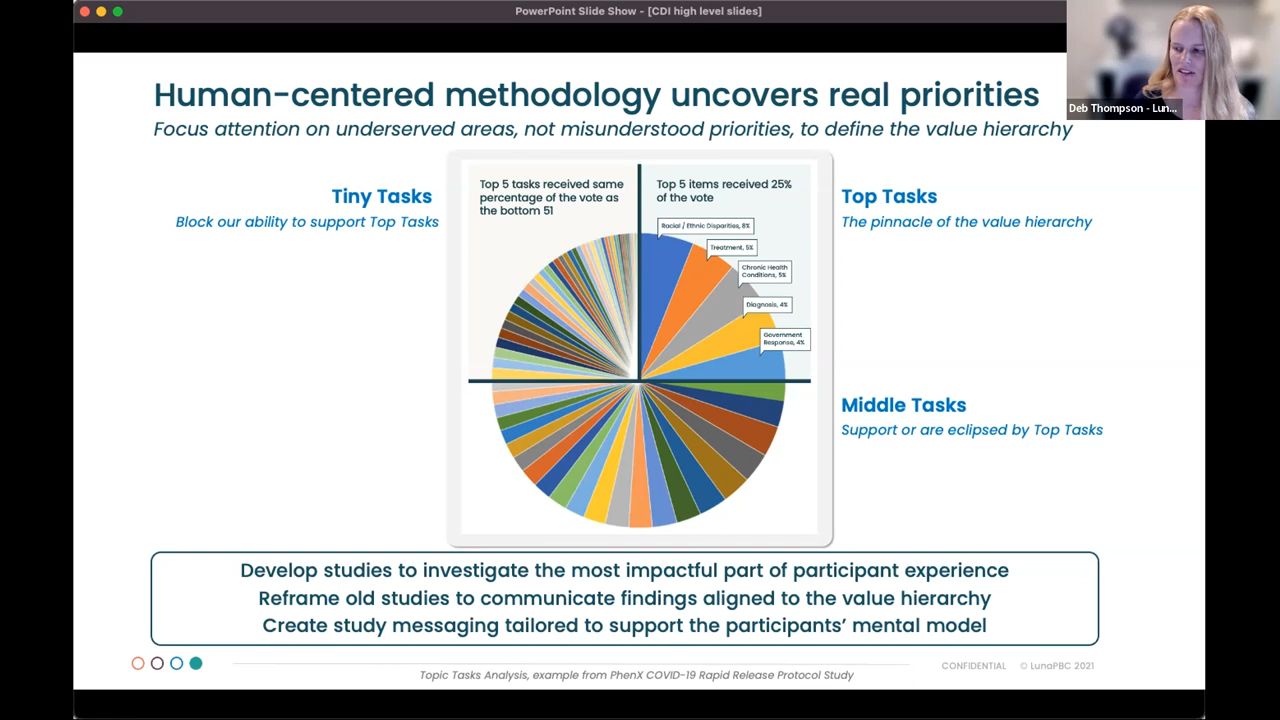 PowerPoint Slide Show - [CDI high level slides]
Deb Thompson - Lun...
Human-centered methodology uncovers real priorities
Focus attention on underserved areas, not misunderstood priorities, to define the value hierarchy
Tiny Tasks
Block our ability to support Top Tasks
Top 5 tasks received same
percentage of the vote as
the bottom 51
Top 5 items received 25%
of the vote
Racial / Ethnic Disparities, 8%
Treatment, 5%
Chronic Health
Conditions, 5%
Diagnosis, 4%
Government
Response, 4%
Top Tasks
The pinnacle of the value hierarchy
Middle Tasks
Support or are eclipsed by Top Tasks
Develop studies to investigate the most impactful part of participant experience
Reframe old studies to communicate findings aligned to the value hierarchy
Create study messaging tailored to support the participants’ mental model
Topic Tasks Analysis, example from PhenX COVID-19 Rapid Release Protocol Study
CONFIDENTIAL © LunaPBC 2021